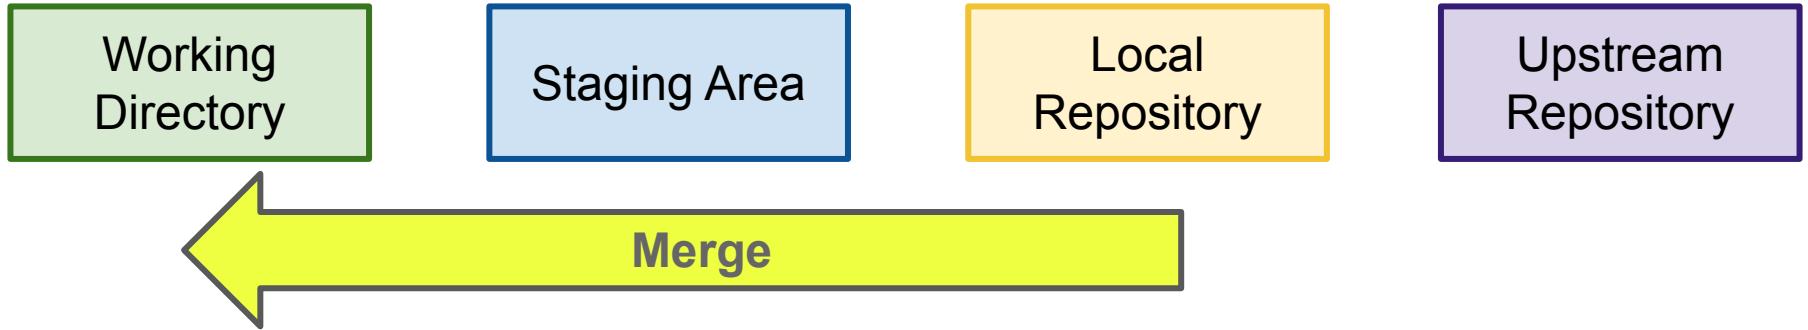 Working
Directory
Staging Area
Local
Repository
Upstream
Repository
Merge